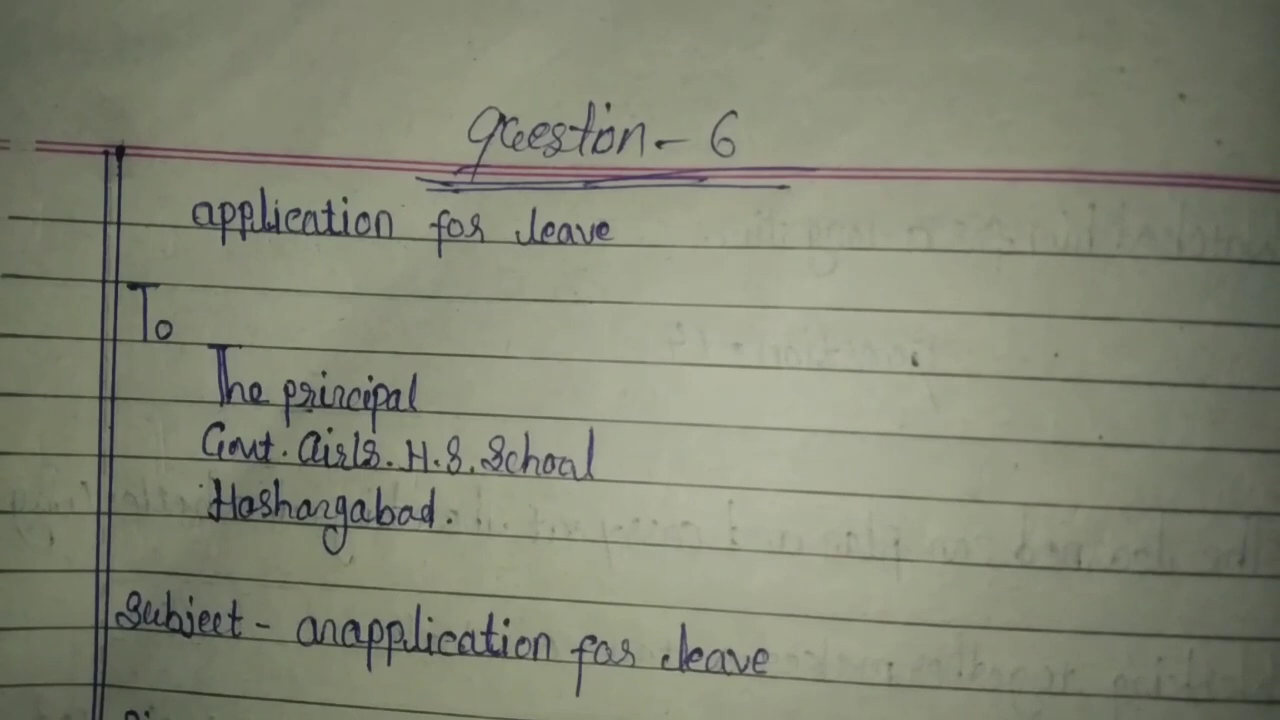 Question - 6
application for leave
To
The principal
Govt. Girls. H.S. School
Hoshangabad.
Subject - an application for leave